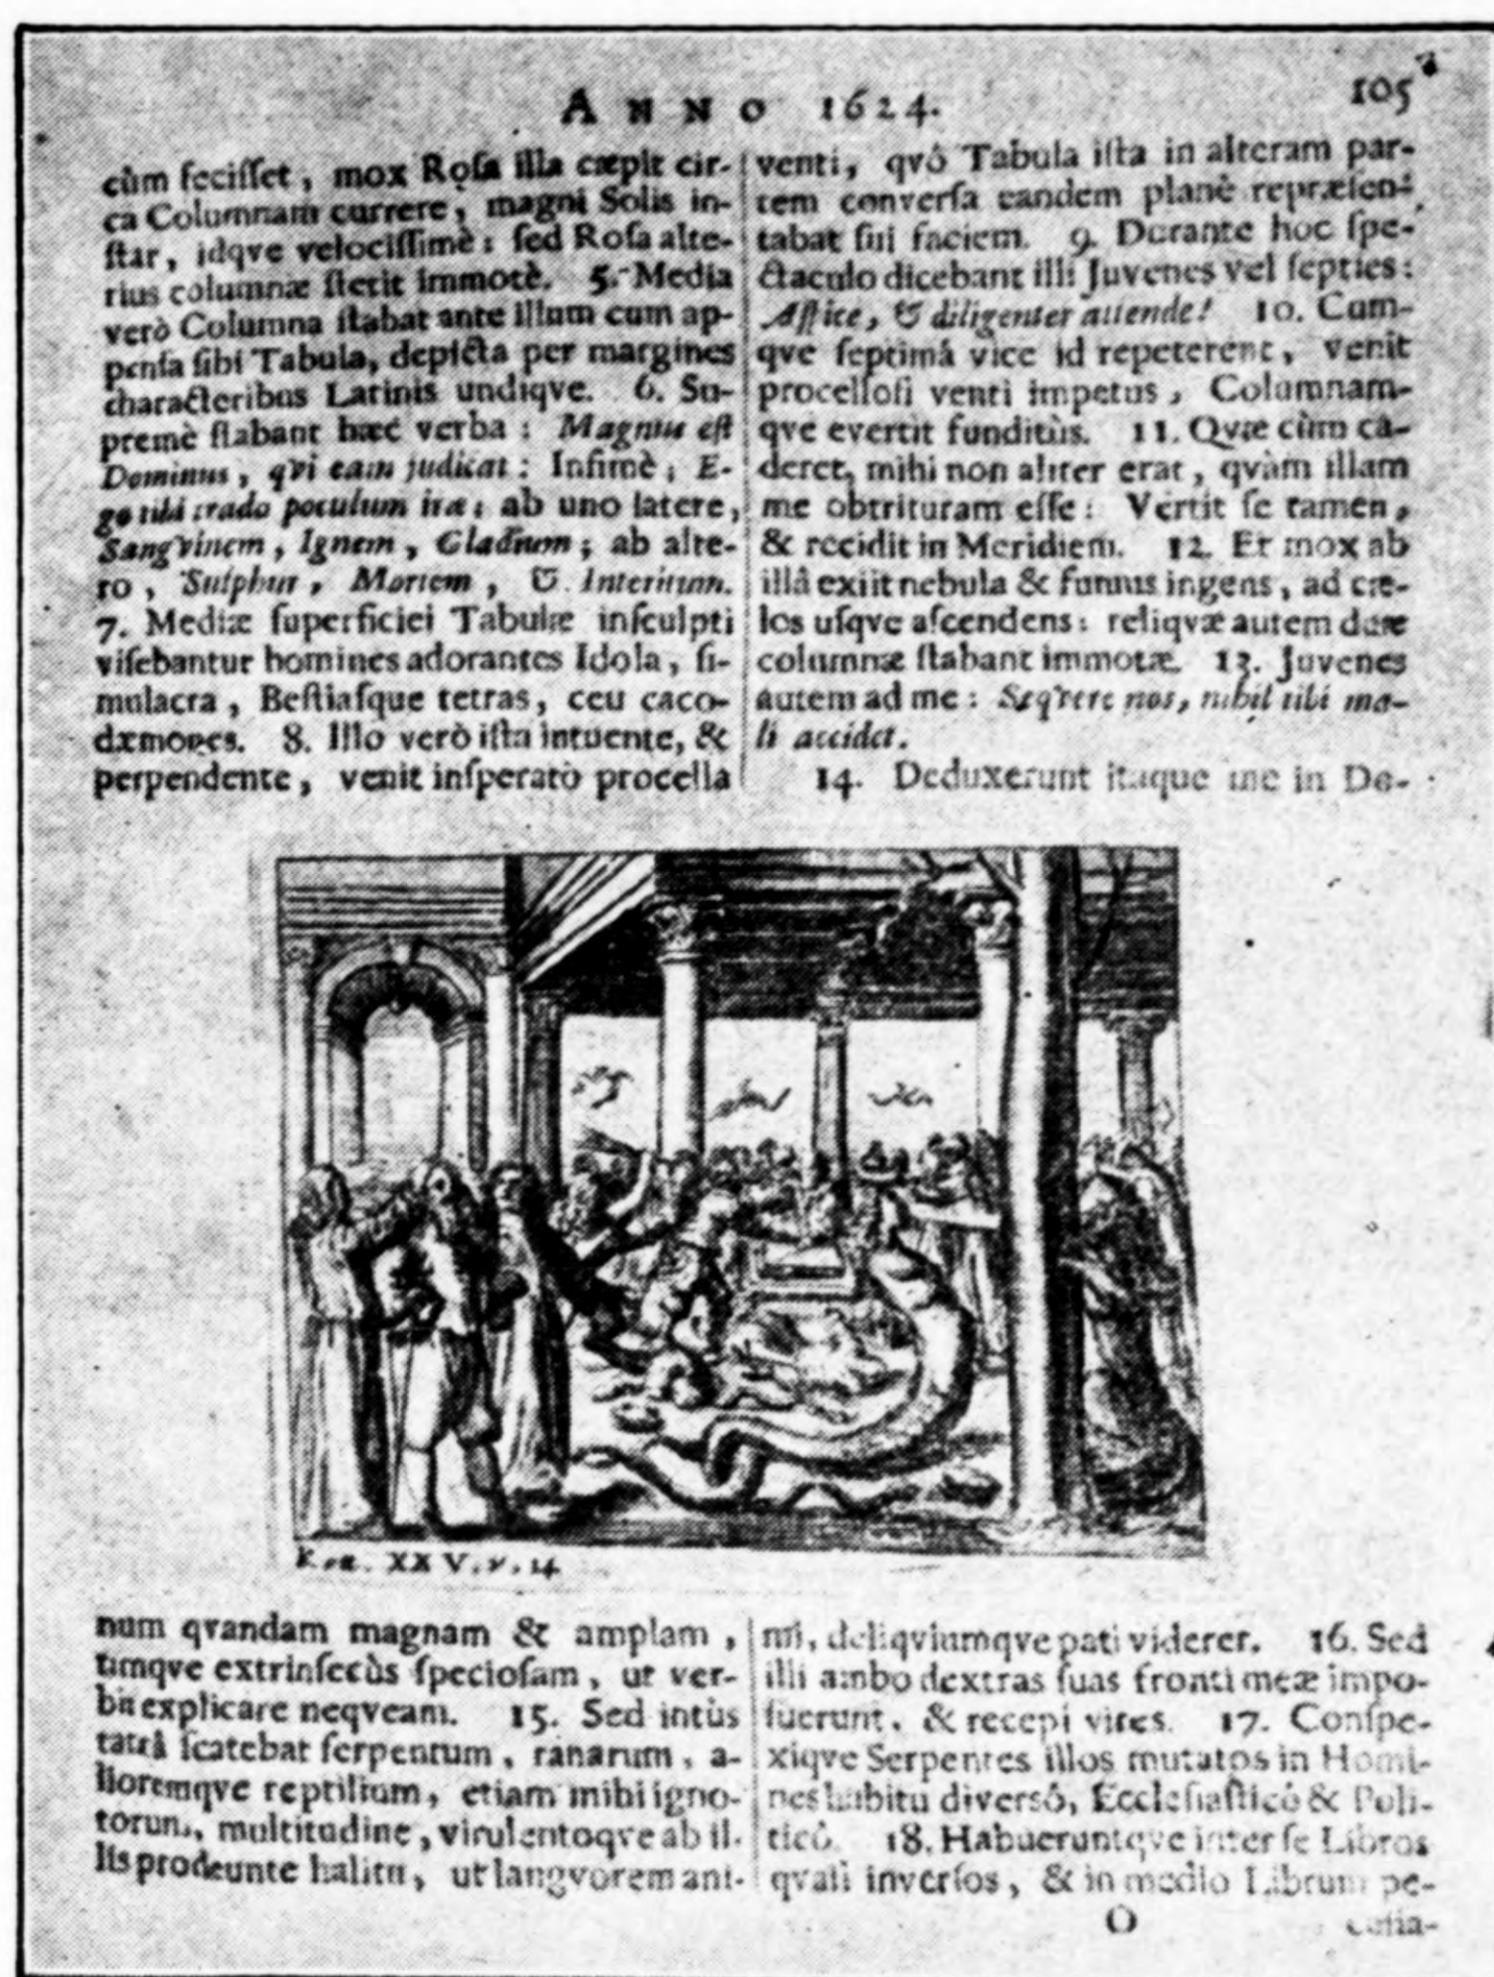 ANNO 1624.
105
cùm fecisset, mox Rosa illa cæpit cir-
ca Columnam currere, magni Solis in-
star, idqve velocissimè: sed Rosa alte-
rius columnæ stetit immotè. 5. Media
verò Columna stabat ante illum cum ap-
pensa sibi Tabula, depicta per margines
characteribus Latinis undiqve. 6. Su-
premè stabant hæc verba: Magnus est
Dominus, qvi eam judicat: Infimè, E-
go tibi trado poculum iræ; ab uno latere,
Sangvinem, Ignem, Gladium; ab alte-
ro, Sulphur, Mortem, & Interitum.
7. Mediæ superficiei Tabulæ insculpti
visebantur homines adorantes Idola, si-
mulacra, Bestiasque tetras, ceu caco-
dæmones. 8. Illo verò ista intuente, &
perpendente, venit insperatò procella
venti, qvô Tabula ista in alteram par-
tem conversa eandem planè repræsen-
tabat sui faciem. 9. Durante hoc spe-
ctaculo dicebant illi Juvenes vel septies:
Aspice, & diligenter attende! 10. Cum-
qve septimâ vice id repeterent, venit
procellosi venti impetus, Columnam-
qve evertit funditùs. 11. Qvæ cùm ca-
deret, mihi non aliter erat, qvàm illam
me obtrituram esse: Vertit se tamen,
& recidit in Meridiem. 12. Et mox ab
illâ exiit nebula & fumus ingens, ad cæ-
los usqve ascendens: reliqvæ autem duæ
columnæ stabant immotæ. 13. Juvenes
autem ad me: Seqvere nos, nihil tibi ma-
li accidet.
14. Deduxerunt itaque me in Do-
XXV. v. 14
num qvandam magnam & amplam,
tùmqve extrinsecùs speciosam, ut ver-
bis explicare neqveam. 15. Sed intùs
tatrâ scatebat serpentum, ranarum, a-
liorumqve reptilium, etiam mihi igno-
torum, multitudine, virulentoqve ab il-
lis prodeunte halitu, ut langvorem ani-
mi, deliqviumqve pati viderer. 16. Sed
illi ambo dextras suas fronti meæ impo-
suerunt, & recepi vires. 17. Conspe-
xiqve Serpentes illos mutatos in Homi-
nes habitu diversô, Ecclesiasticô & Poli-
ticô. 18. Habueruntqve inter se Libros
qvasi inversos, & in medio Librum pe-
O